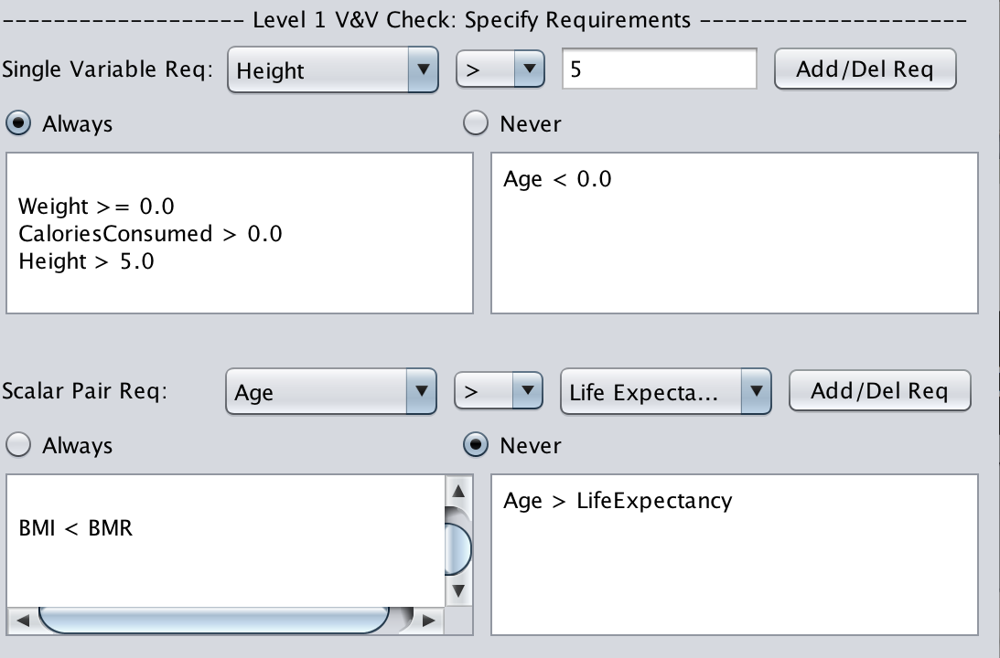 ------------------- Level 1 V&V Check: Specify Requirements ---------------------
Single Variable Req: Height > 5 Add/Del Req
Always Never
Weight >= 0.0
CaloriesConsumed > 0.0
Height > 5.0
Age < 0.0
Scalar Pair Req: Age > Life Expecta... Add/Del Req
Always Never
BMI < BMR
Age > LifeExpectancy